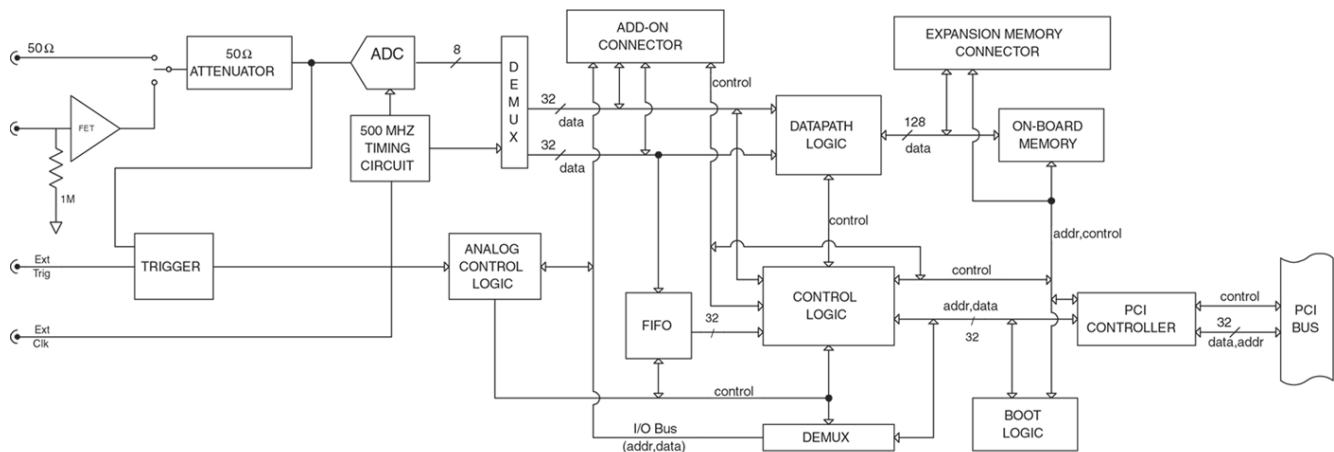 50Ω
50Ω
ATTENUATOR
ADC
8
DEMUX
ADD-ON
CONNECTOR
control
EXPANSION MEMORY
CONNECTOR
FET
1M
500 MHZ
TIMING
CIRCUIT
32
data
32
data
DATAPATH
LOGIC
128
data
ON-BOARD
MEMORY
control
addr,control
Ext
Trig
TRIGGER
ANALOG
CONTROL
LOGIC
FIFO
32
CONTROL
LOGIC
control
addr,data
32
PCI
CONTROLLER
control
32
data,addr
PCI
BUS
Ext
Clk
control
I/O Bus
(addr,data)
DEMUX
BOOT
LOGIC